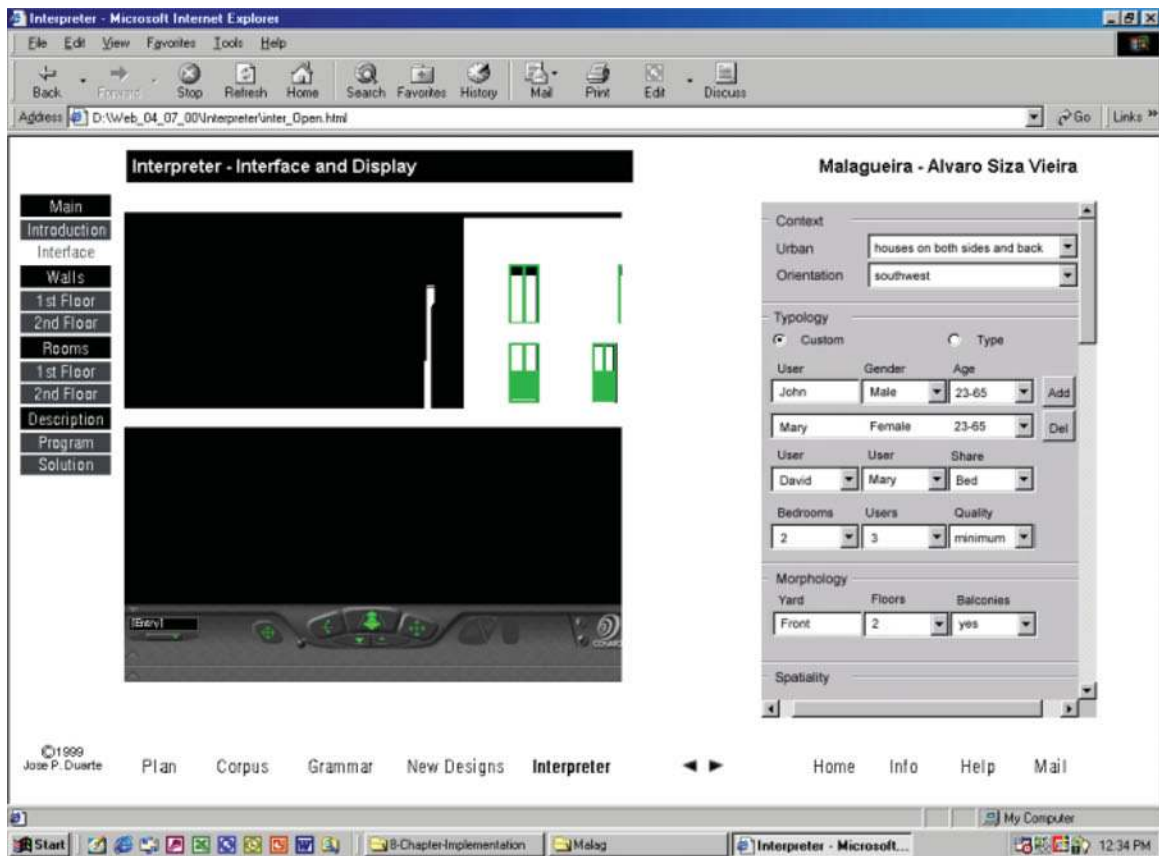 Interpreter - Microsoft Internet Explorer
File Edit View Favorites Tools Help
Back Forward Stop Refresh Home Search Favorites History Mail Print Edit Discuss
Address D:\Web_04_07_00\Interpreter\inter_Open.html Go Links »
Interpreter - Interface and Display
Malagueira - Alvaro Siza Vieira
Main
Introduction
Interface
Walls
1st Floor
2nd Floor
Rooms
1st Floor
2nd Floor
Description
Program
Solution
[Entry]
Context
Urban houses on both sides and back
Orientation southwest
Typology
Custom Type
User Gender Age
John Male 23-65 Add
Mary Female 23-65 Del
User User Share
David Mary Bed
Bedrooms Users Quality
2 3 minimum
Morphology
Yard Floors Balconies
Front 2 yes
Spatiality
©1999
Jose P. Duarte
Plan Corpus Grammar New Designs Interpreter Home Info Help Mail
My Computer
Start 8-Chapter-Implementation Malag Interpreter - Microsoft... 12:34 PM